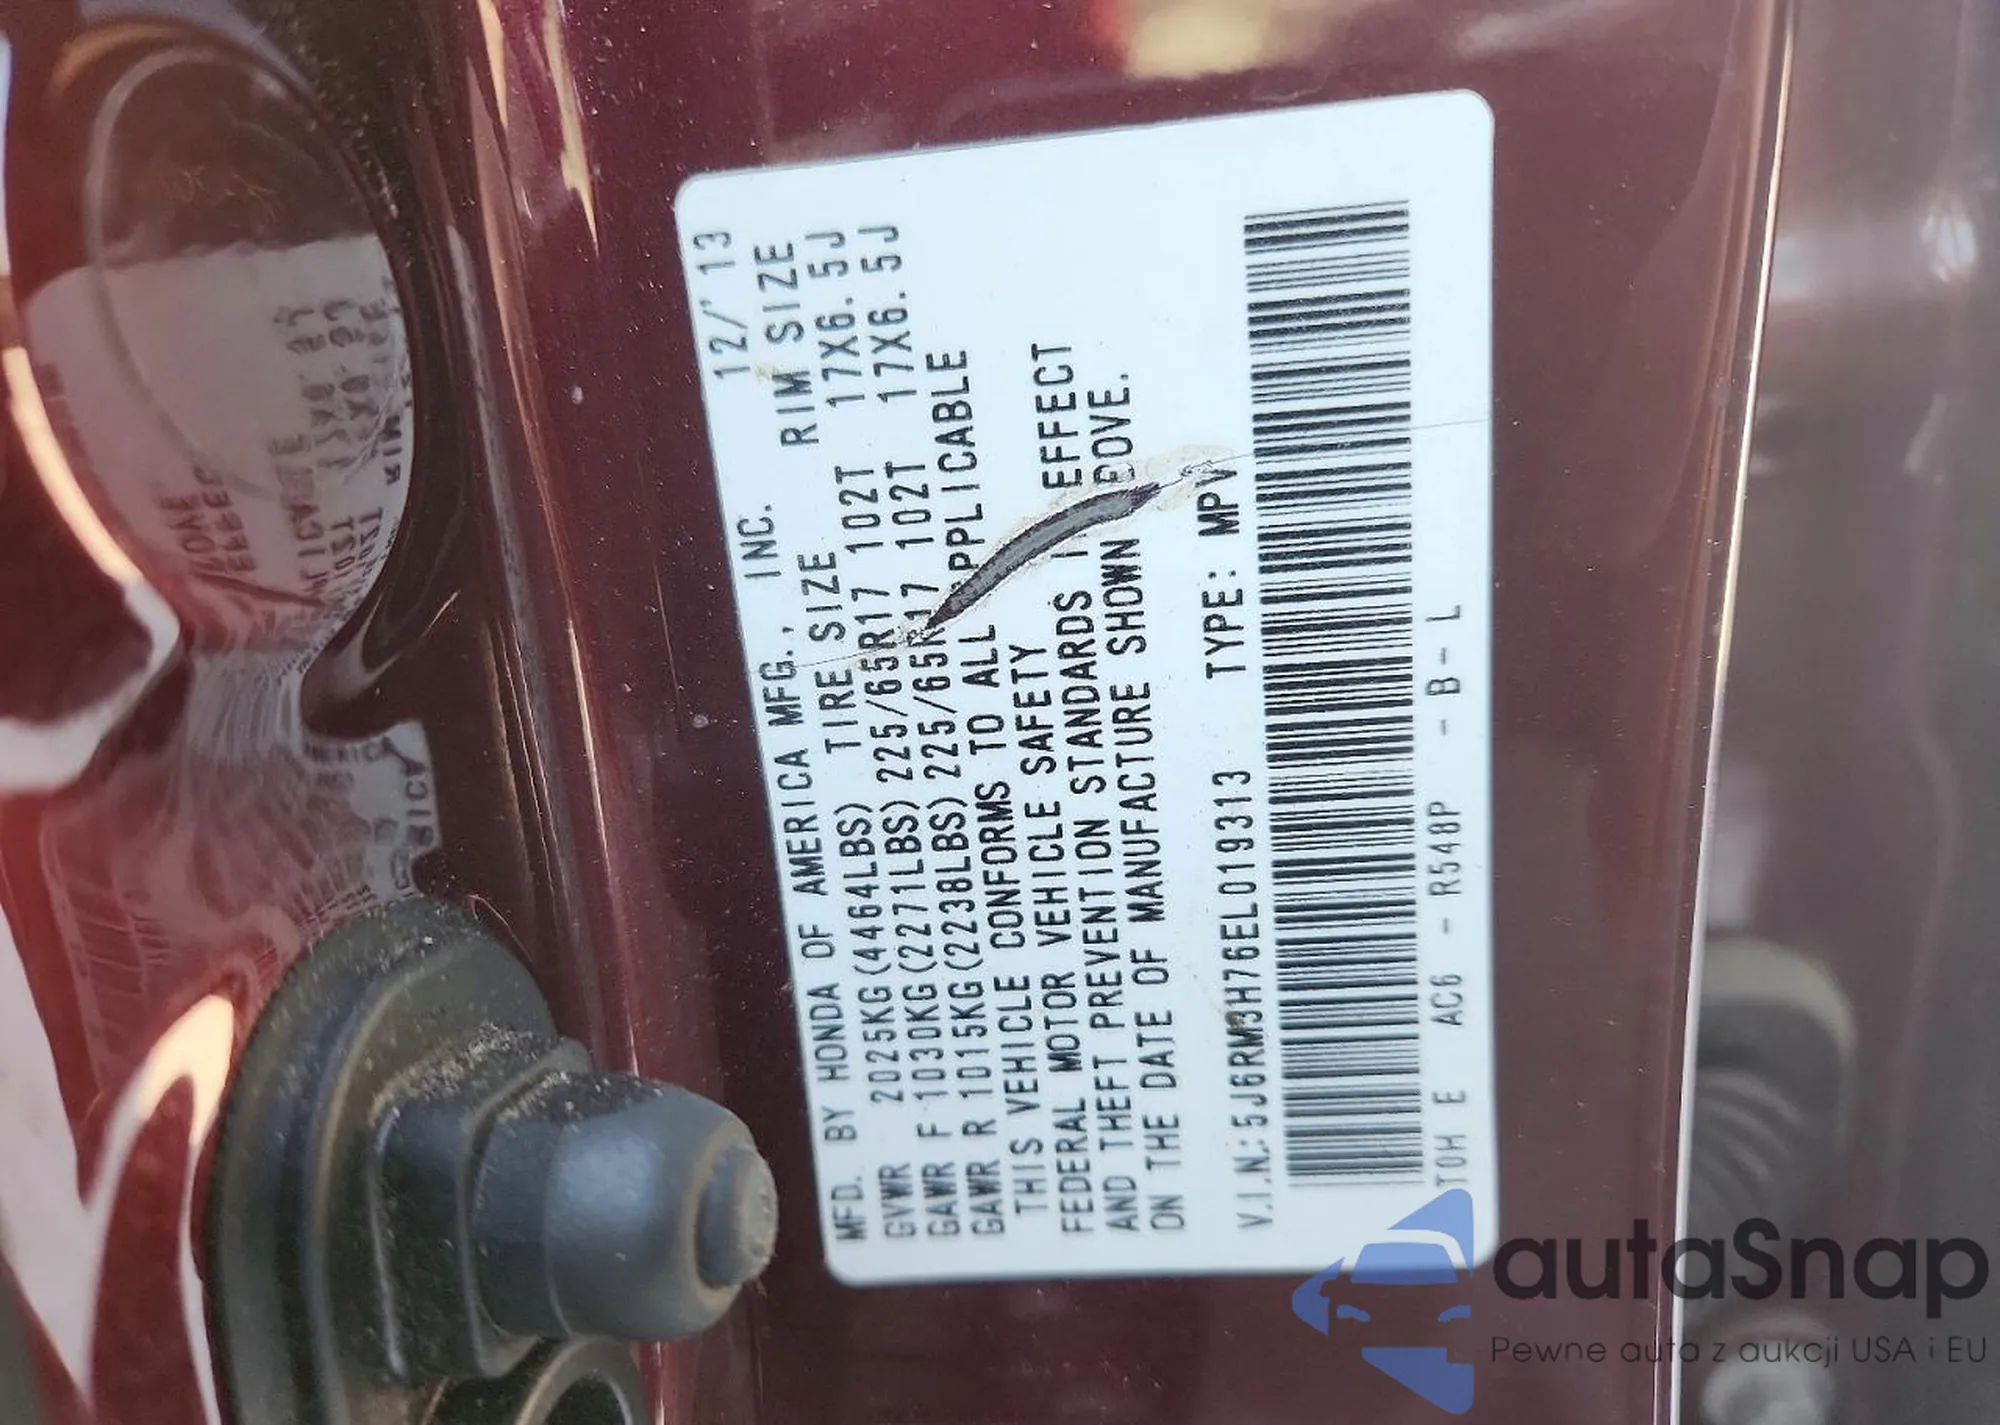 MFD. BY HONDA OF AMERICA MFG., INC. 12/'13
GVWR 2025KG(4464LBS) TIRE SIZE RIM SIZE
GAWR F 1030KG(2271LBS)225/65R17 102T 17X6.5J
GAWR R 1015KG(2238LBS)225/65R17 102T 17X6.5J
THIS VEHICLE CONFORMS TO ALL APPLICABLE
FEDERAL MOTOR VEHICLE SAFETY
AND THEFT PREVENTION STANDARDS EFFECT
ON THE DATE OF MANUFACTURE SHOWN
V.I.N.:5J6RM3H76EL019313 TYPE: MPV
TOH E AC6 - R548P - B- L
autaSnap
Pewne auta z aukcji USA i EU